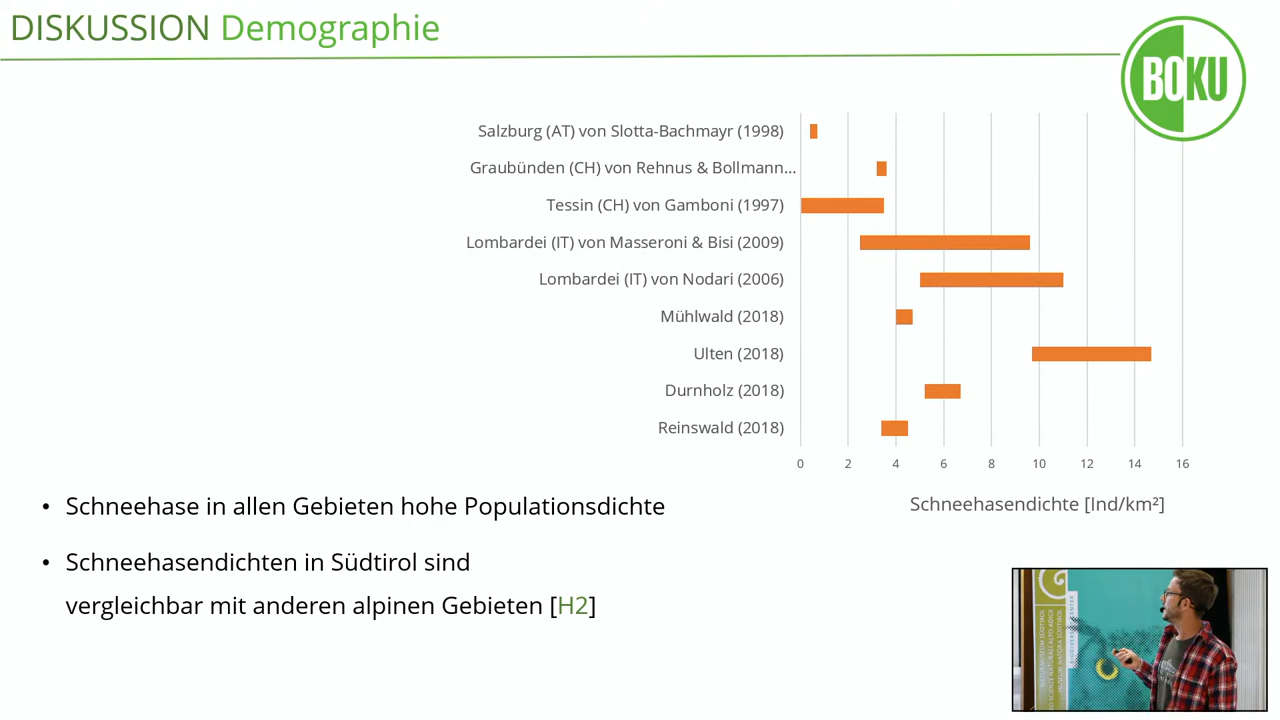 DISKUSSION Demographie
BOKU
Salzburg (AT) von Slotta-Bachmayr (1998)
Graubünden (CH) von Rehnus & Bollmann...
Tessin (CH) von Gamboni (1997)
Lombardei (IT) von Masseroni & Bisi (2009)
Lombardei (IT) von Nodari (2006)
Mühlwald (2018)
Ulten (2018)
Durnholz (2018)
Reinswald (2018)
0 2 4 6 8 10 12 14 16
Schneehasendichte [Ind/km²]
• Schneehase in allen Gebieten hohe Populationsdichte
• Schneehasendichten in Südtirol sind
vergleichbar mit anderen alpinen Gebieten [H2]
NATURMUSEUM SÜDTIROL